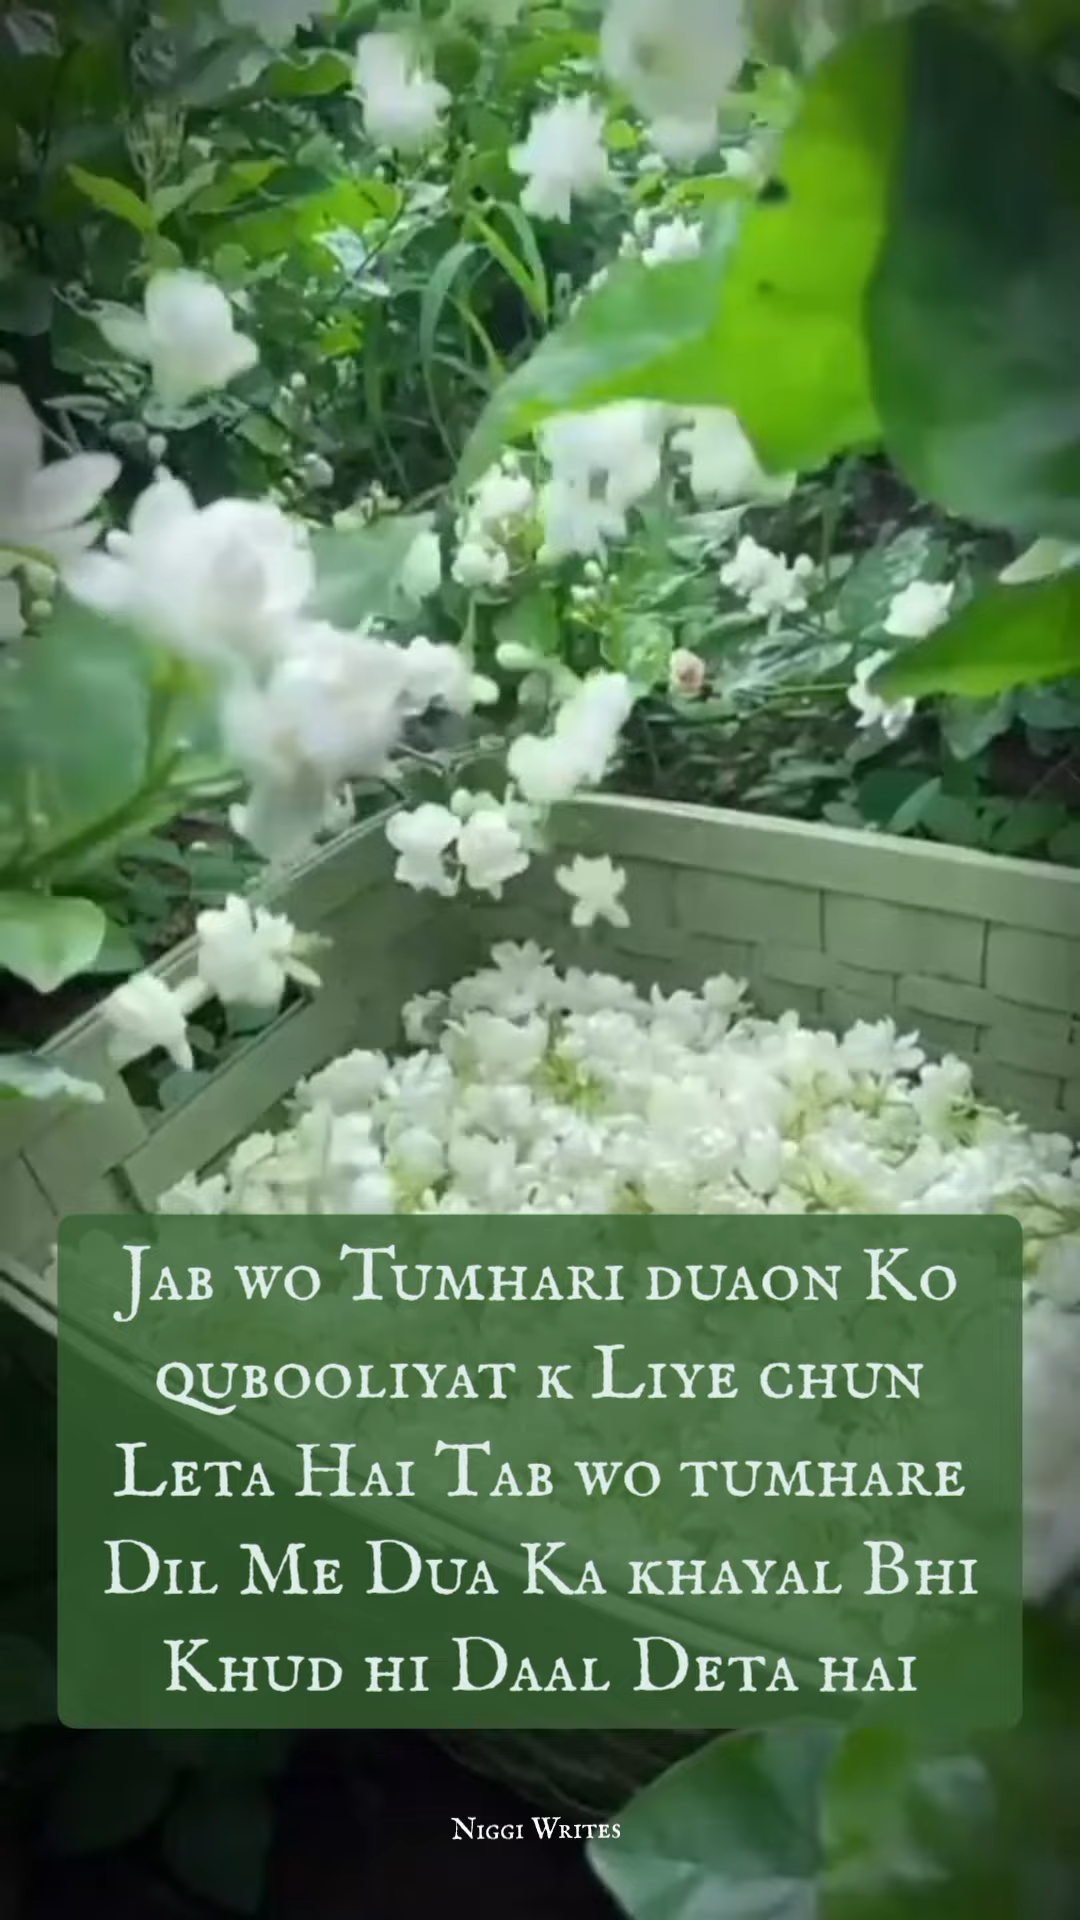 Jab wo Tumhari duaon Ko
qubooliyat k Liye chun
Leta Hai Tab wo tumhare
Dil Me Dua Ka khayal Bhi
Khud hi Daal Deta hai
Niggi Writes